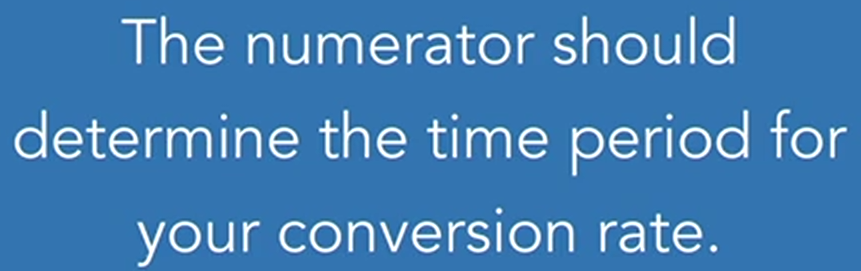 The numerator should
determine the time period for
your conversion rate.